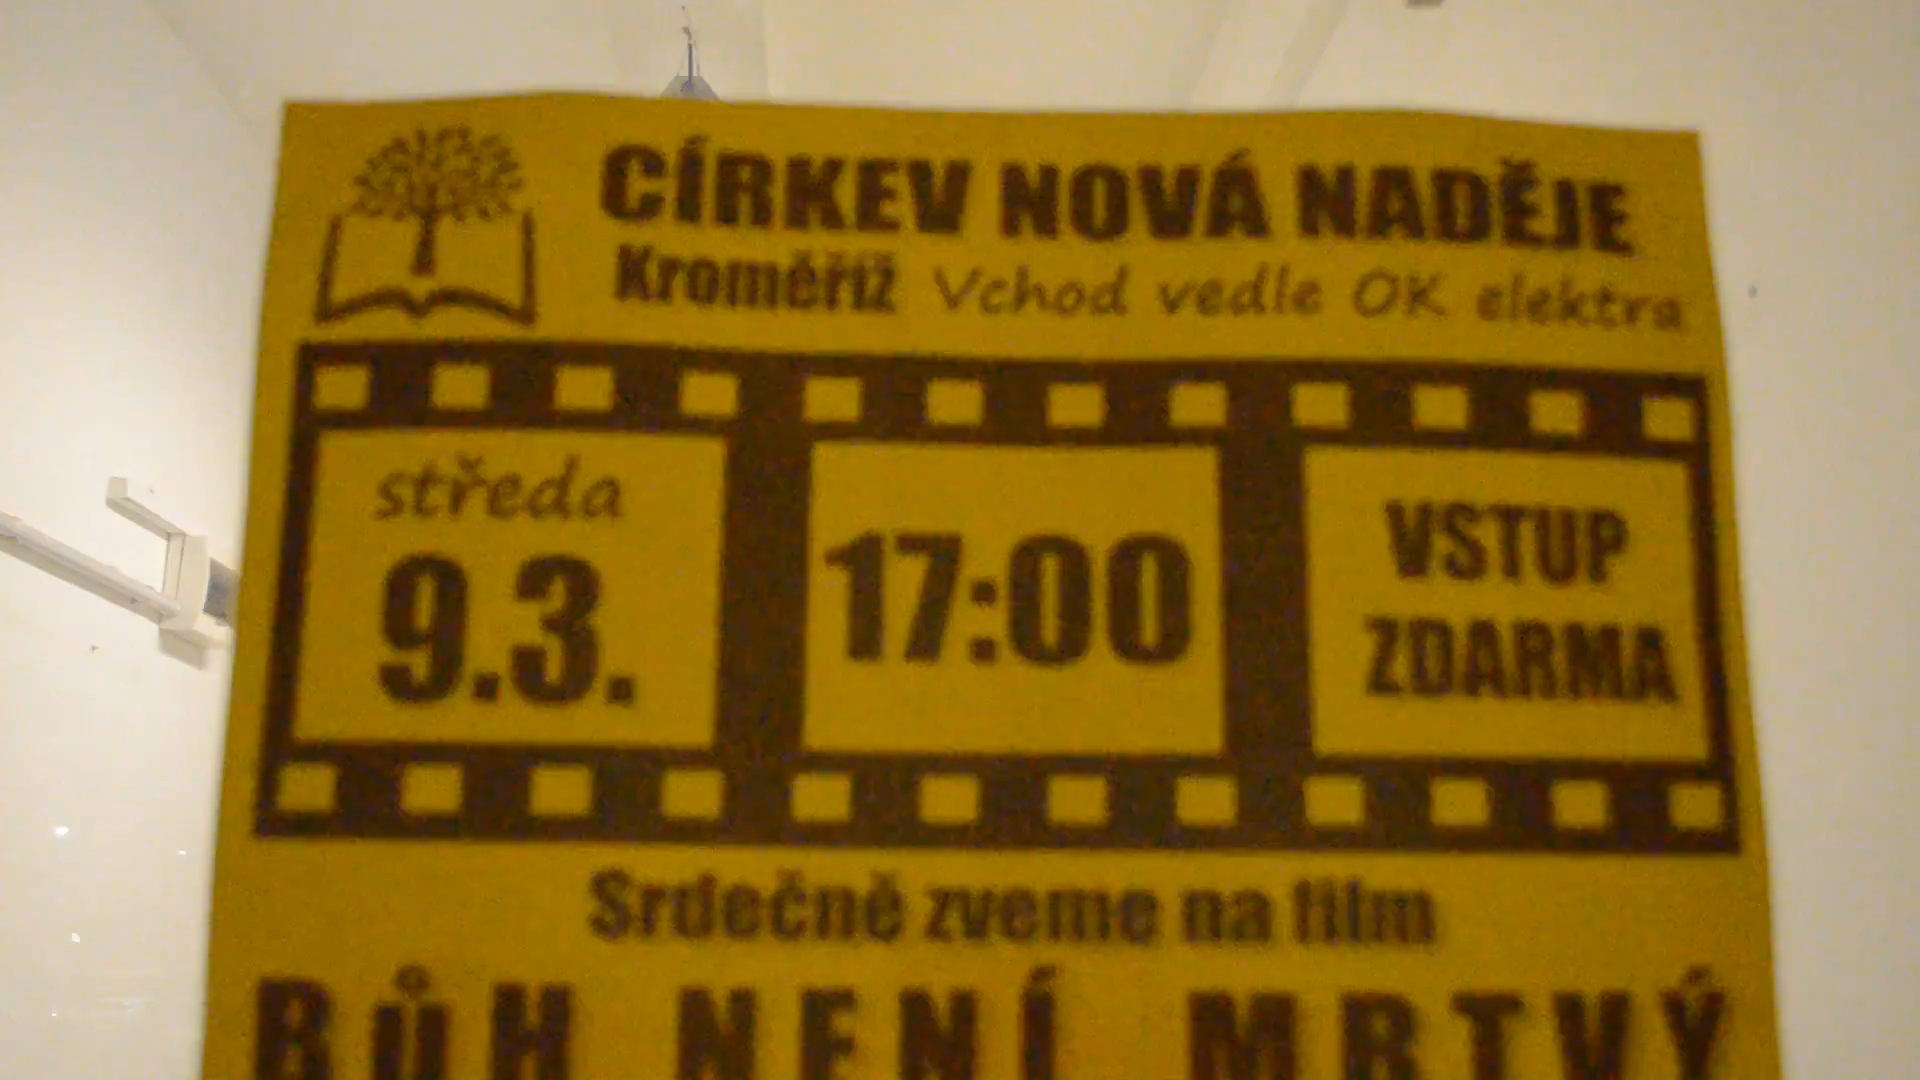 CÍRKEV NOVÁ NADĚJE
Kroměříž Vchod vedle OK elektra
středa
9.3.
17:00
VSTUP
ZDARMA
Srdečně zveme na film
BůH NENÍ MRTVÝ